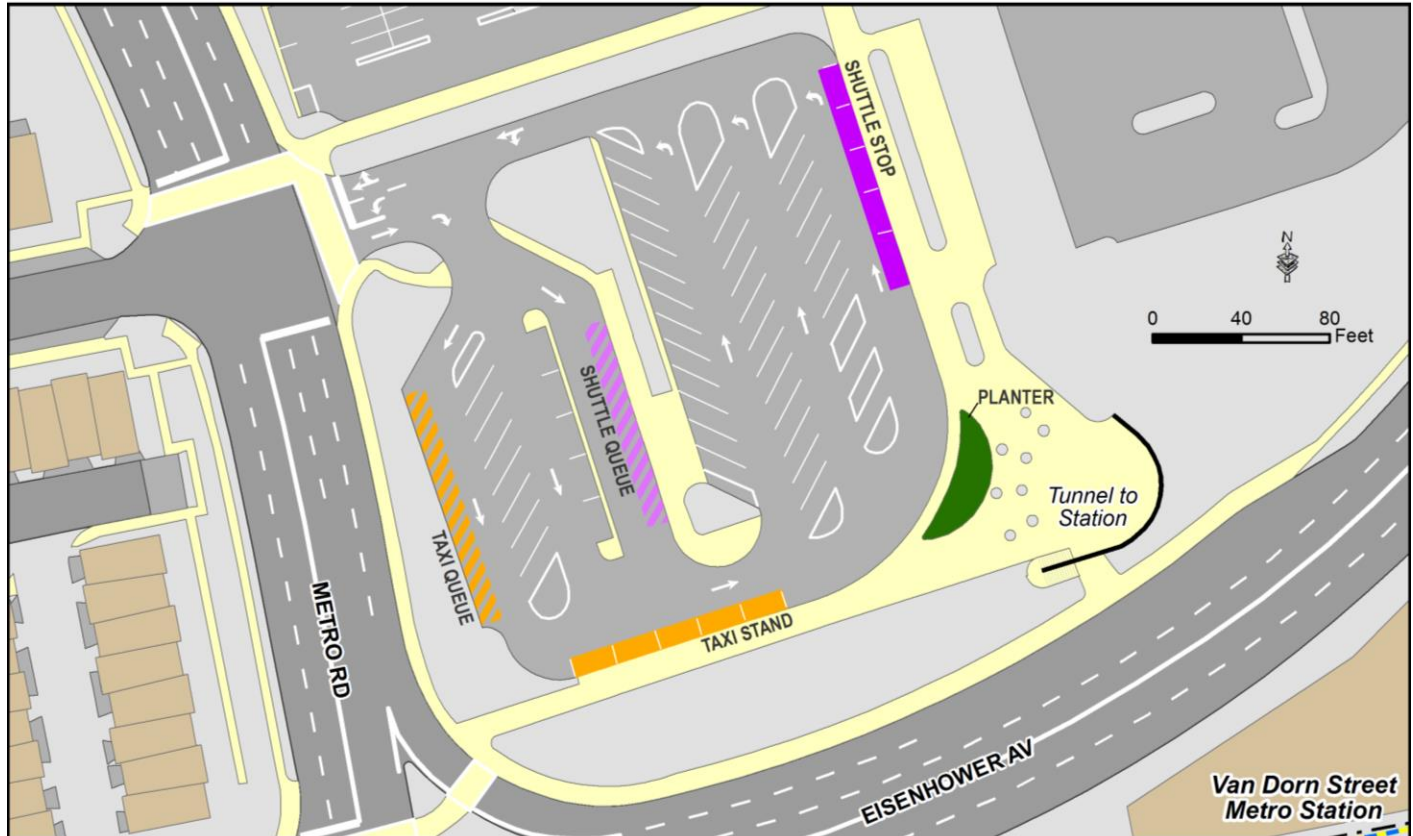 SHUTTLE STOP
N
0 40 80
Feet
SHUTTLE QUEUE
PLANTER
Tunnel to
Station
TAXI QUEUE
TAXI STAND
METRO RD
EISENHOWER AV
Van Dorn Street
Metro Station